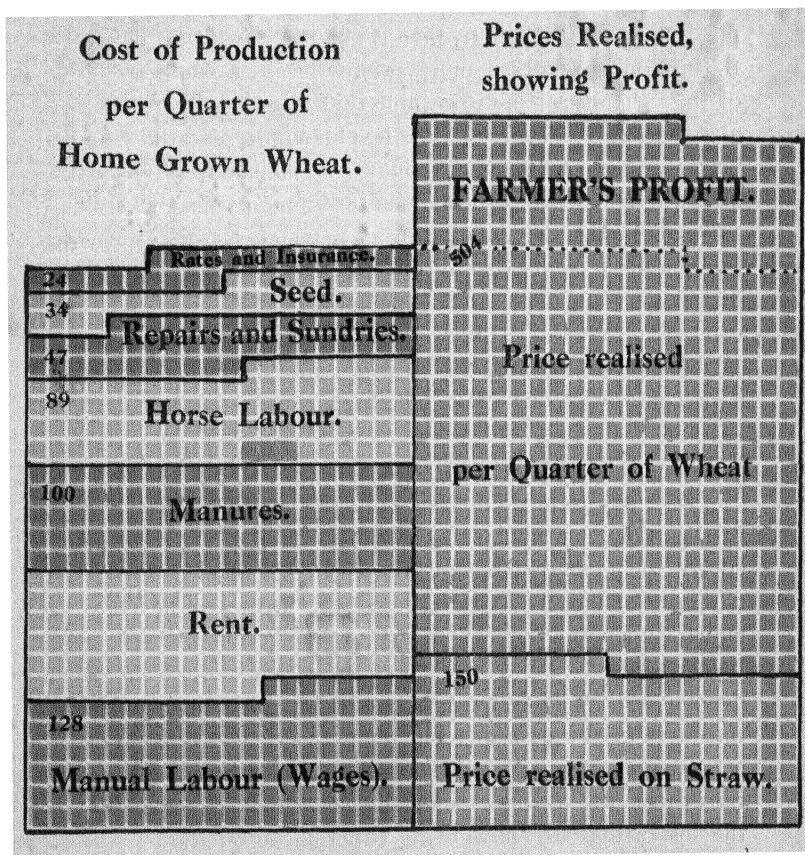 Cost of Production
per Quarter of
Home Grown Wheat.
Prices Realised,
showing Profit.
FARMER'S PROFIT.
Rates and Insurance.
504
24
Seed.
34
Repairs and Sundries.
47
Price realised
89
Horse Labour.
per Quarter of Wheat
100
Manures.
Rent.
150
128
Manual Labour (Wages).
Price realised on Straw.